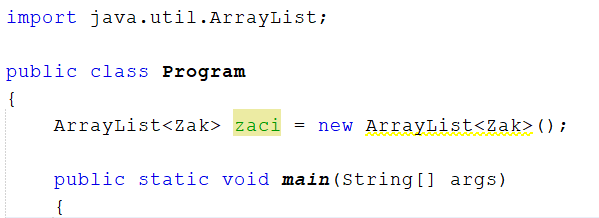 import java.util.ArrayList;
public class Program
{
ArrayList<Zak> zaci = new ArrayList<Zak>();
public static void main(String[] args)
{